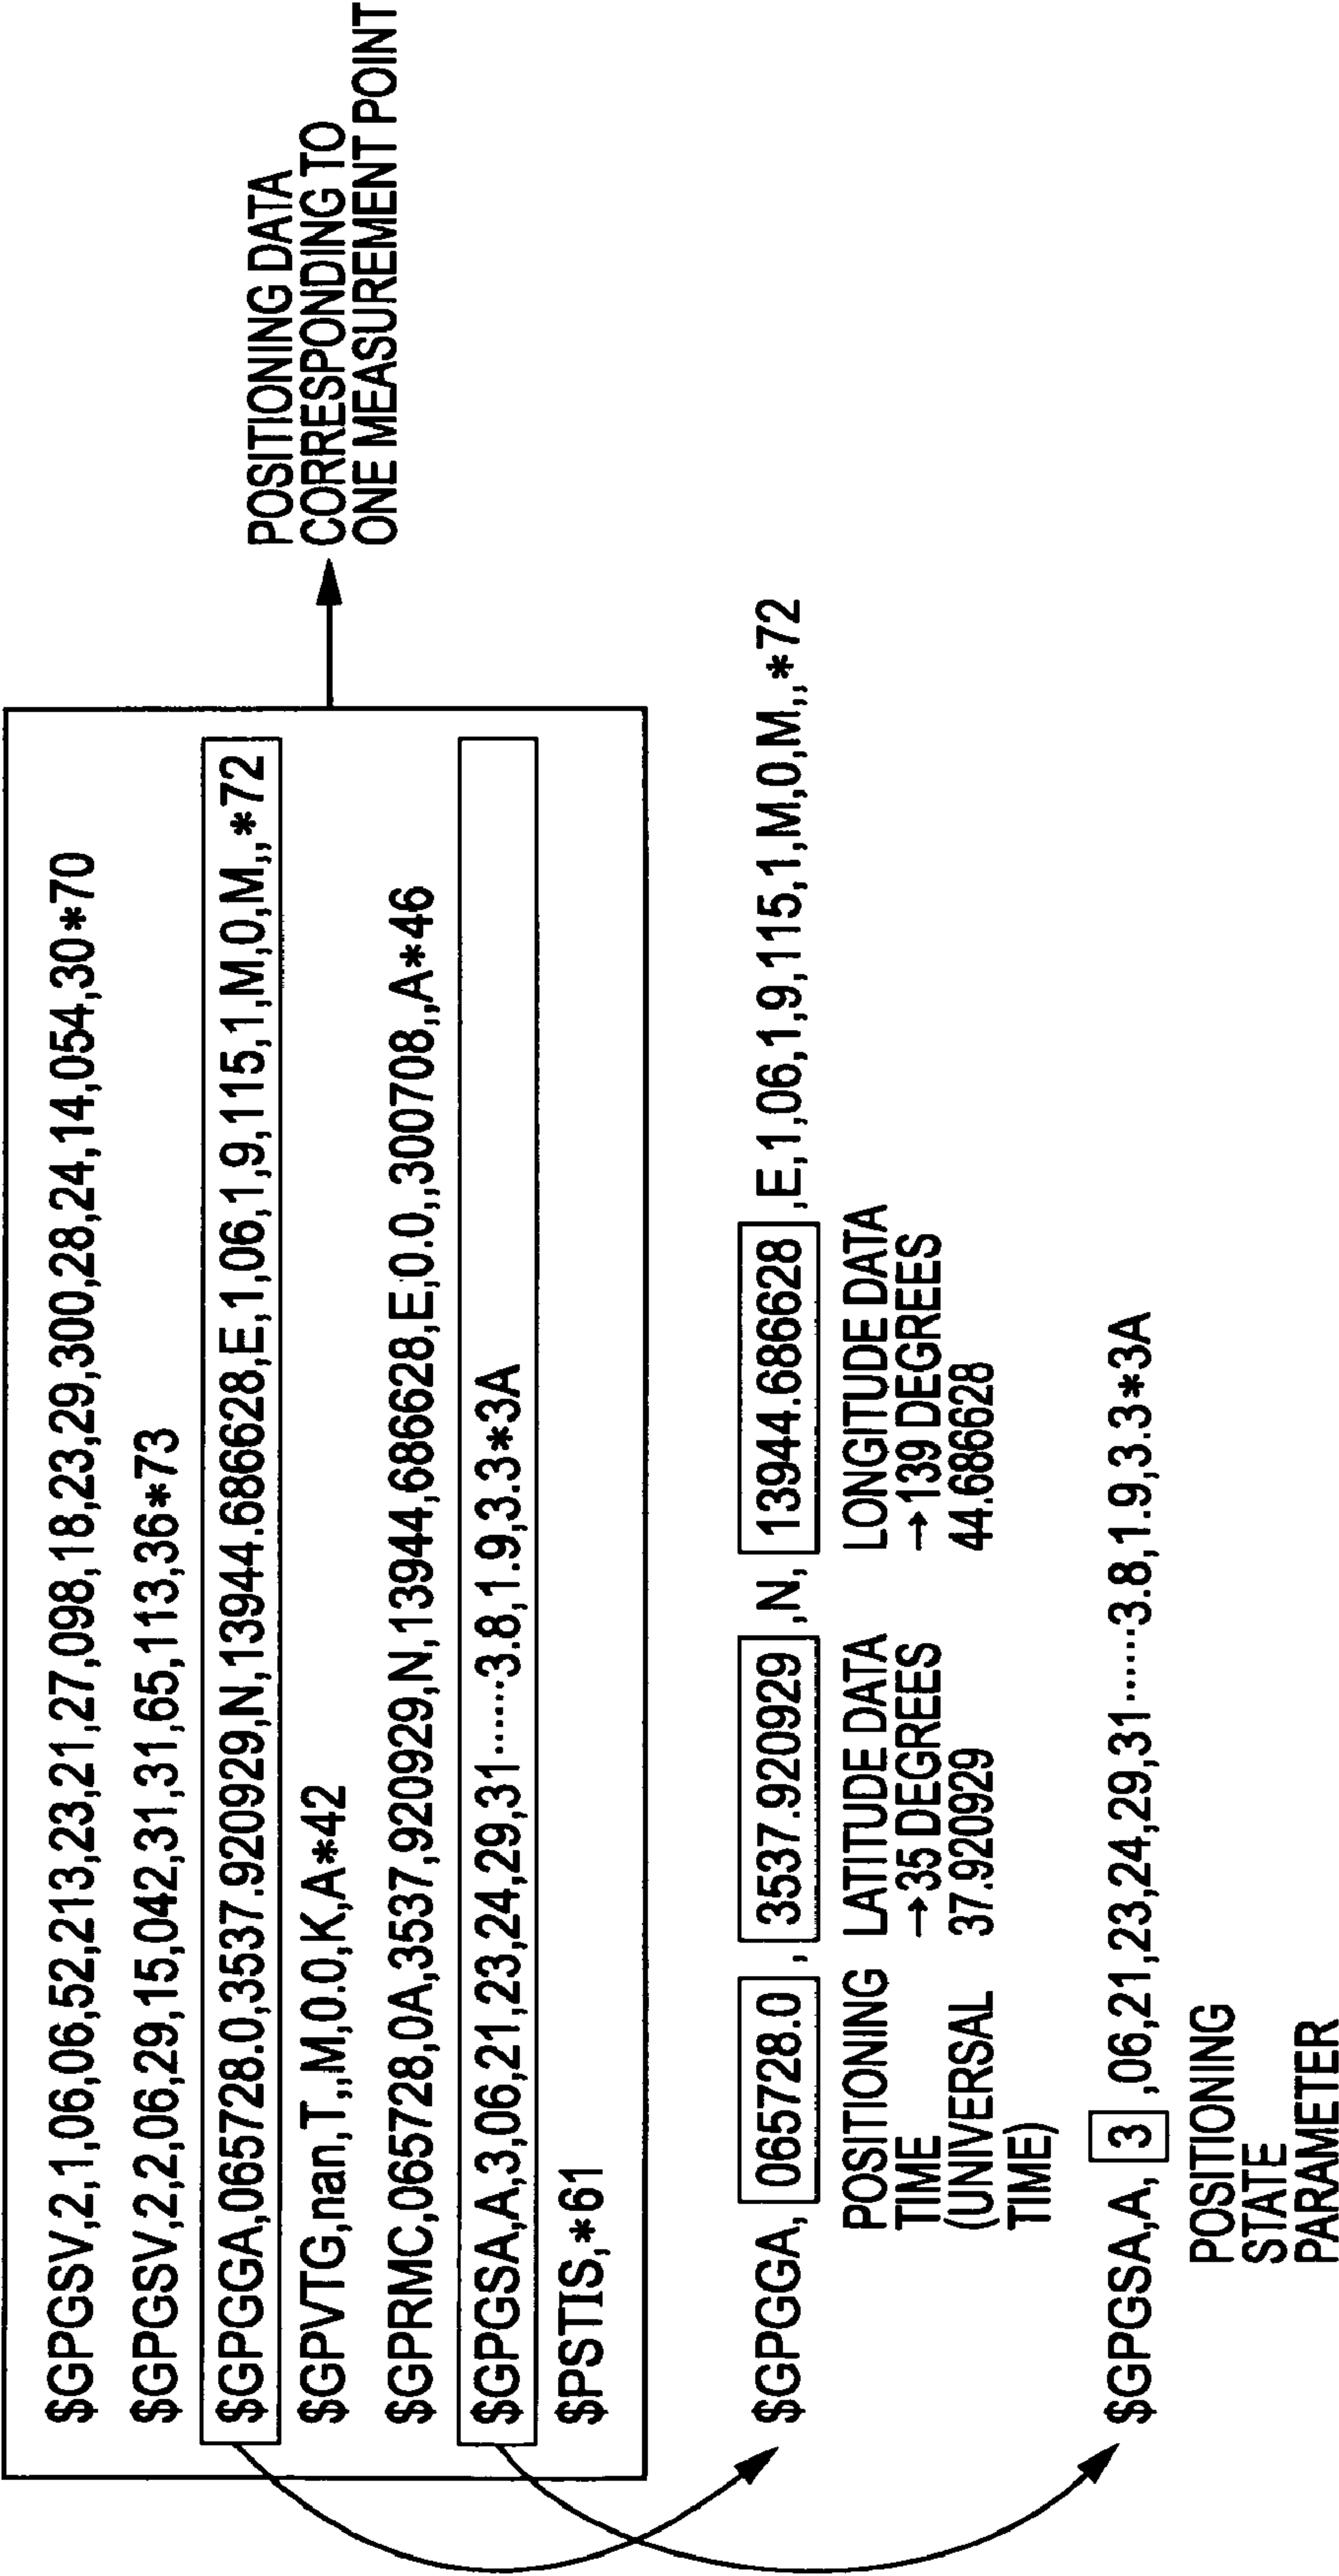 $GPGSV,2,1,06,06,52,213,23,21,27,098,18,23,29,300,28,24,14,054,30*70
$GPGSV,2,2,06,29,15,042,31,31,65,113,36*73
$GPGGA,065728.0,3537.920929,N,13944.686628,E,1,06,1,9,115,1,M,0,M,,*72
$GPVTG,nan,T,,M,0.0,K,A*42
$GPRMC,065728,0A,3537,920929,N,13944,686628,E,0.0,,300708,,A*46
$GPGSA,A,3,06,21,23,24,29,31······3.8,1.9,3.3*3A
$PSTIS,*61
POSITIONING DATA
CORRESPONDING TO
ONE MEASUREMENT POINT
$GPGGA, 065728.0 , 3537.920929 ,N, 13944.686628 ,E,1,06,1,9,115,1,M,0,M,,*72
POSITIONING
TIME
(UNIVERSAL
TIME)
LATITUDE DATA
→35 DEGREES
37.920929
LONGITUDE DATA
→139 DEGREES
44.686628
$GPGSA,A, 3 ,06,21,23,24,29,31······3.8,1.9,3.3*3A
POSITIONING
STATE
PARAMETER